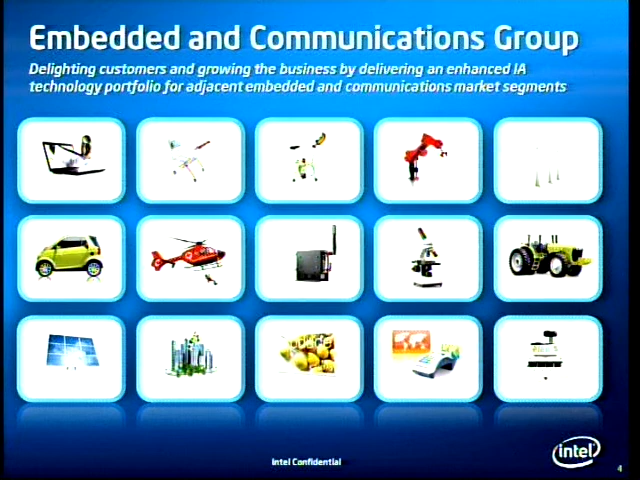 Embedded and Communications Group
Delighting customers and growing the business by delivering an enhanced IA
technology portfolio for adjacent embedded and communications market segments
Intel Confidential
intel
4